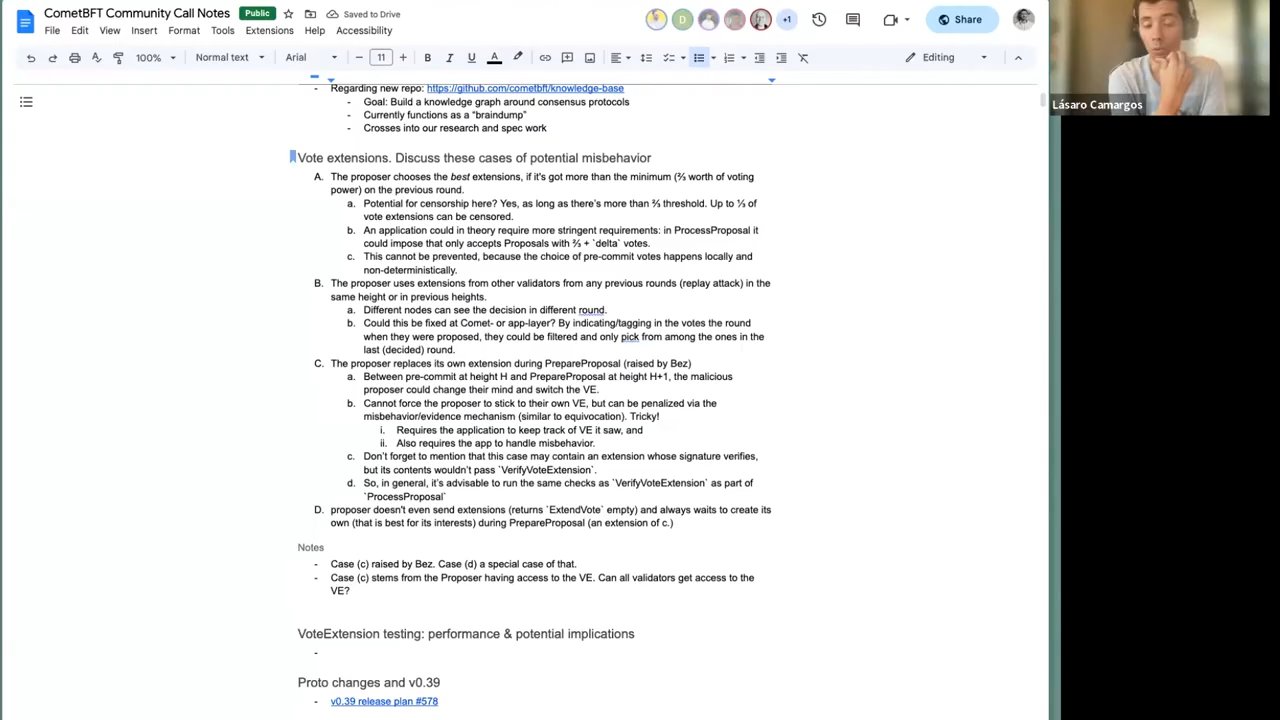 CometBFT Community Call Notes
Public
Saved to Drive
D
+1
Share
File Edit View Insert Format Tools Extensions Help Accessibility
100% Normal text Arial 11 B I U A Editing
- Regarding new repo: https://github.com/cometbft/knowledge-base
- Goal: Build a knowledge graph around consensus protocols
- Currently functions as a “braindump”
- Crosses into our research and spec work
Vote extensions. Discuss these cases of potential misbehavior
A. The proposer chooses the best extensions, if it's got more than the minimum (⅔ worth of voting
power) on the previous round.
a. Potential for censorship here? Yes, as long as there's more than ⅔ threshold. Up to ⅓ of
vote extensions can be censored.
b. An application could in theory require more stringent requirements: in ProcessProposal it
could impose that only accepts Proposals with ⅔ + `delta` votes.
c. This cannot be prevented, because the choice of pre-commit votes happens locally and
non-deterministically.
B. The proposer uses extensions from other validators from any previous rounds (replay attack) in the
same height or in previous heights.
a. Different nodes can see the decision in different round.
b. Could this be fixed at Comet- or app-layer? By indicating/tagging in the votes the round
when they were proposed, they could be filtered and only pick from among the ones in the
last (decided) round.
C. The proposer replaces its own extension during PrepareProposal (raised by Bez)
a. Between pre-commit at height H and PrepareProposal at height H+1, the malicious
proposer could change their mind and switch the VE.
b. Cannot force the proposer to stick to their own VE, but can be penalized via the
misbehavior/evidence mechanism (similar to equivocation). Tricky!
i. Requires the application to keep track of VE it saw, and
ii. Also requires the app to handle misbehavior.
c. Don't forget to mention that this case may contain an extension whose signature verifies,
but its contents wouldn't pass `VerifyVoteExtension`.
d. So, in general, it's advisable to run the same checks as `VerifyVoteExtension` as part of
`ProcessProposal`
D. proposer doesn't even send extensions (returns `ExtendVote` empty) and always waits to create its
own (that is best for its interests) during PrepareProposal (an extension of c.)
Notes
- Case (c) raised by Bez. Case (d) a special case of that.
- Case (c) stems from the Proposer having access to the VE. Can all validators get access to the
VE?
VoteExtension testing: performance & potential implications
-
Proto changes and v0.39
- v0.39 release plan #578
Lásaro Camargos